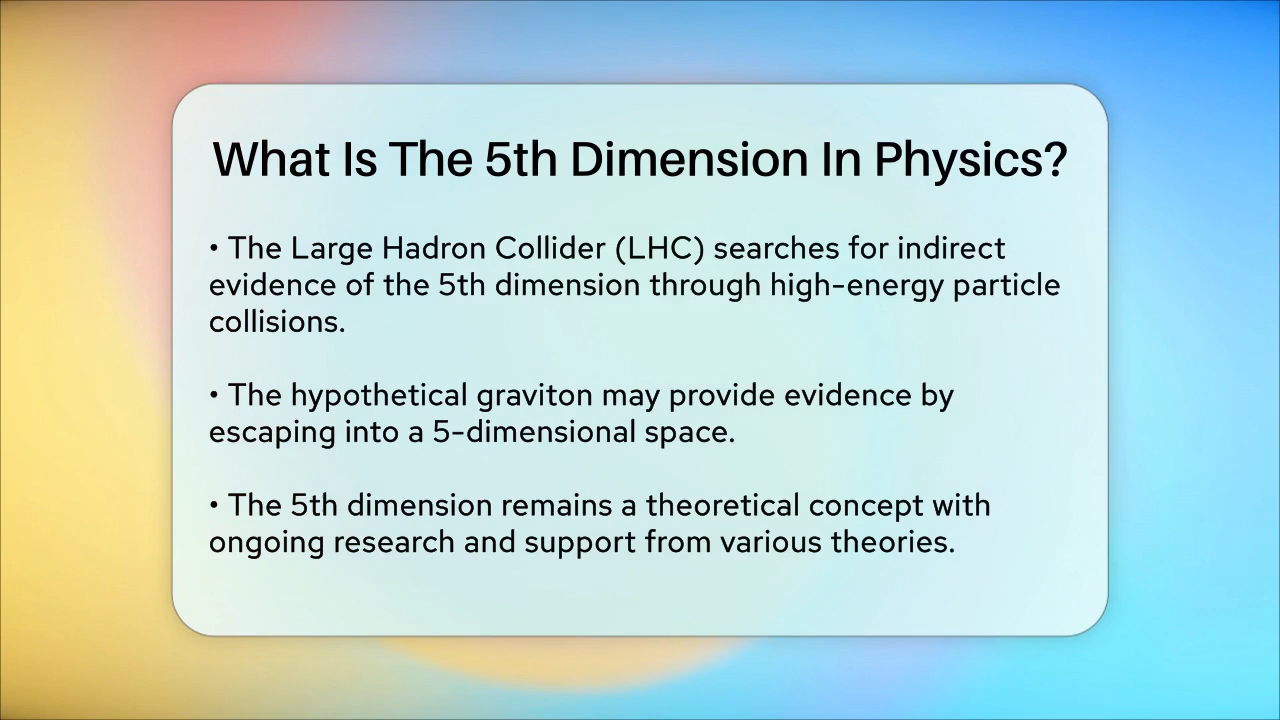 What Is The 5th Dimension In Physics?
• The Large Hadron Collider (LHC) searches for indirect
evidence of the 5th dimension through high-energy particle
collisions.
• The hypothetical graviton may provide evidence by
escaping into a 5-dimensional space.
• The 5th dimension remains a theoretical concept with
ongoing research and support from various theories.